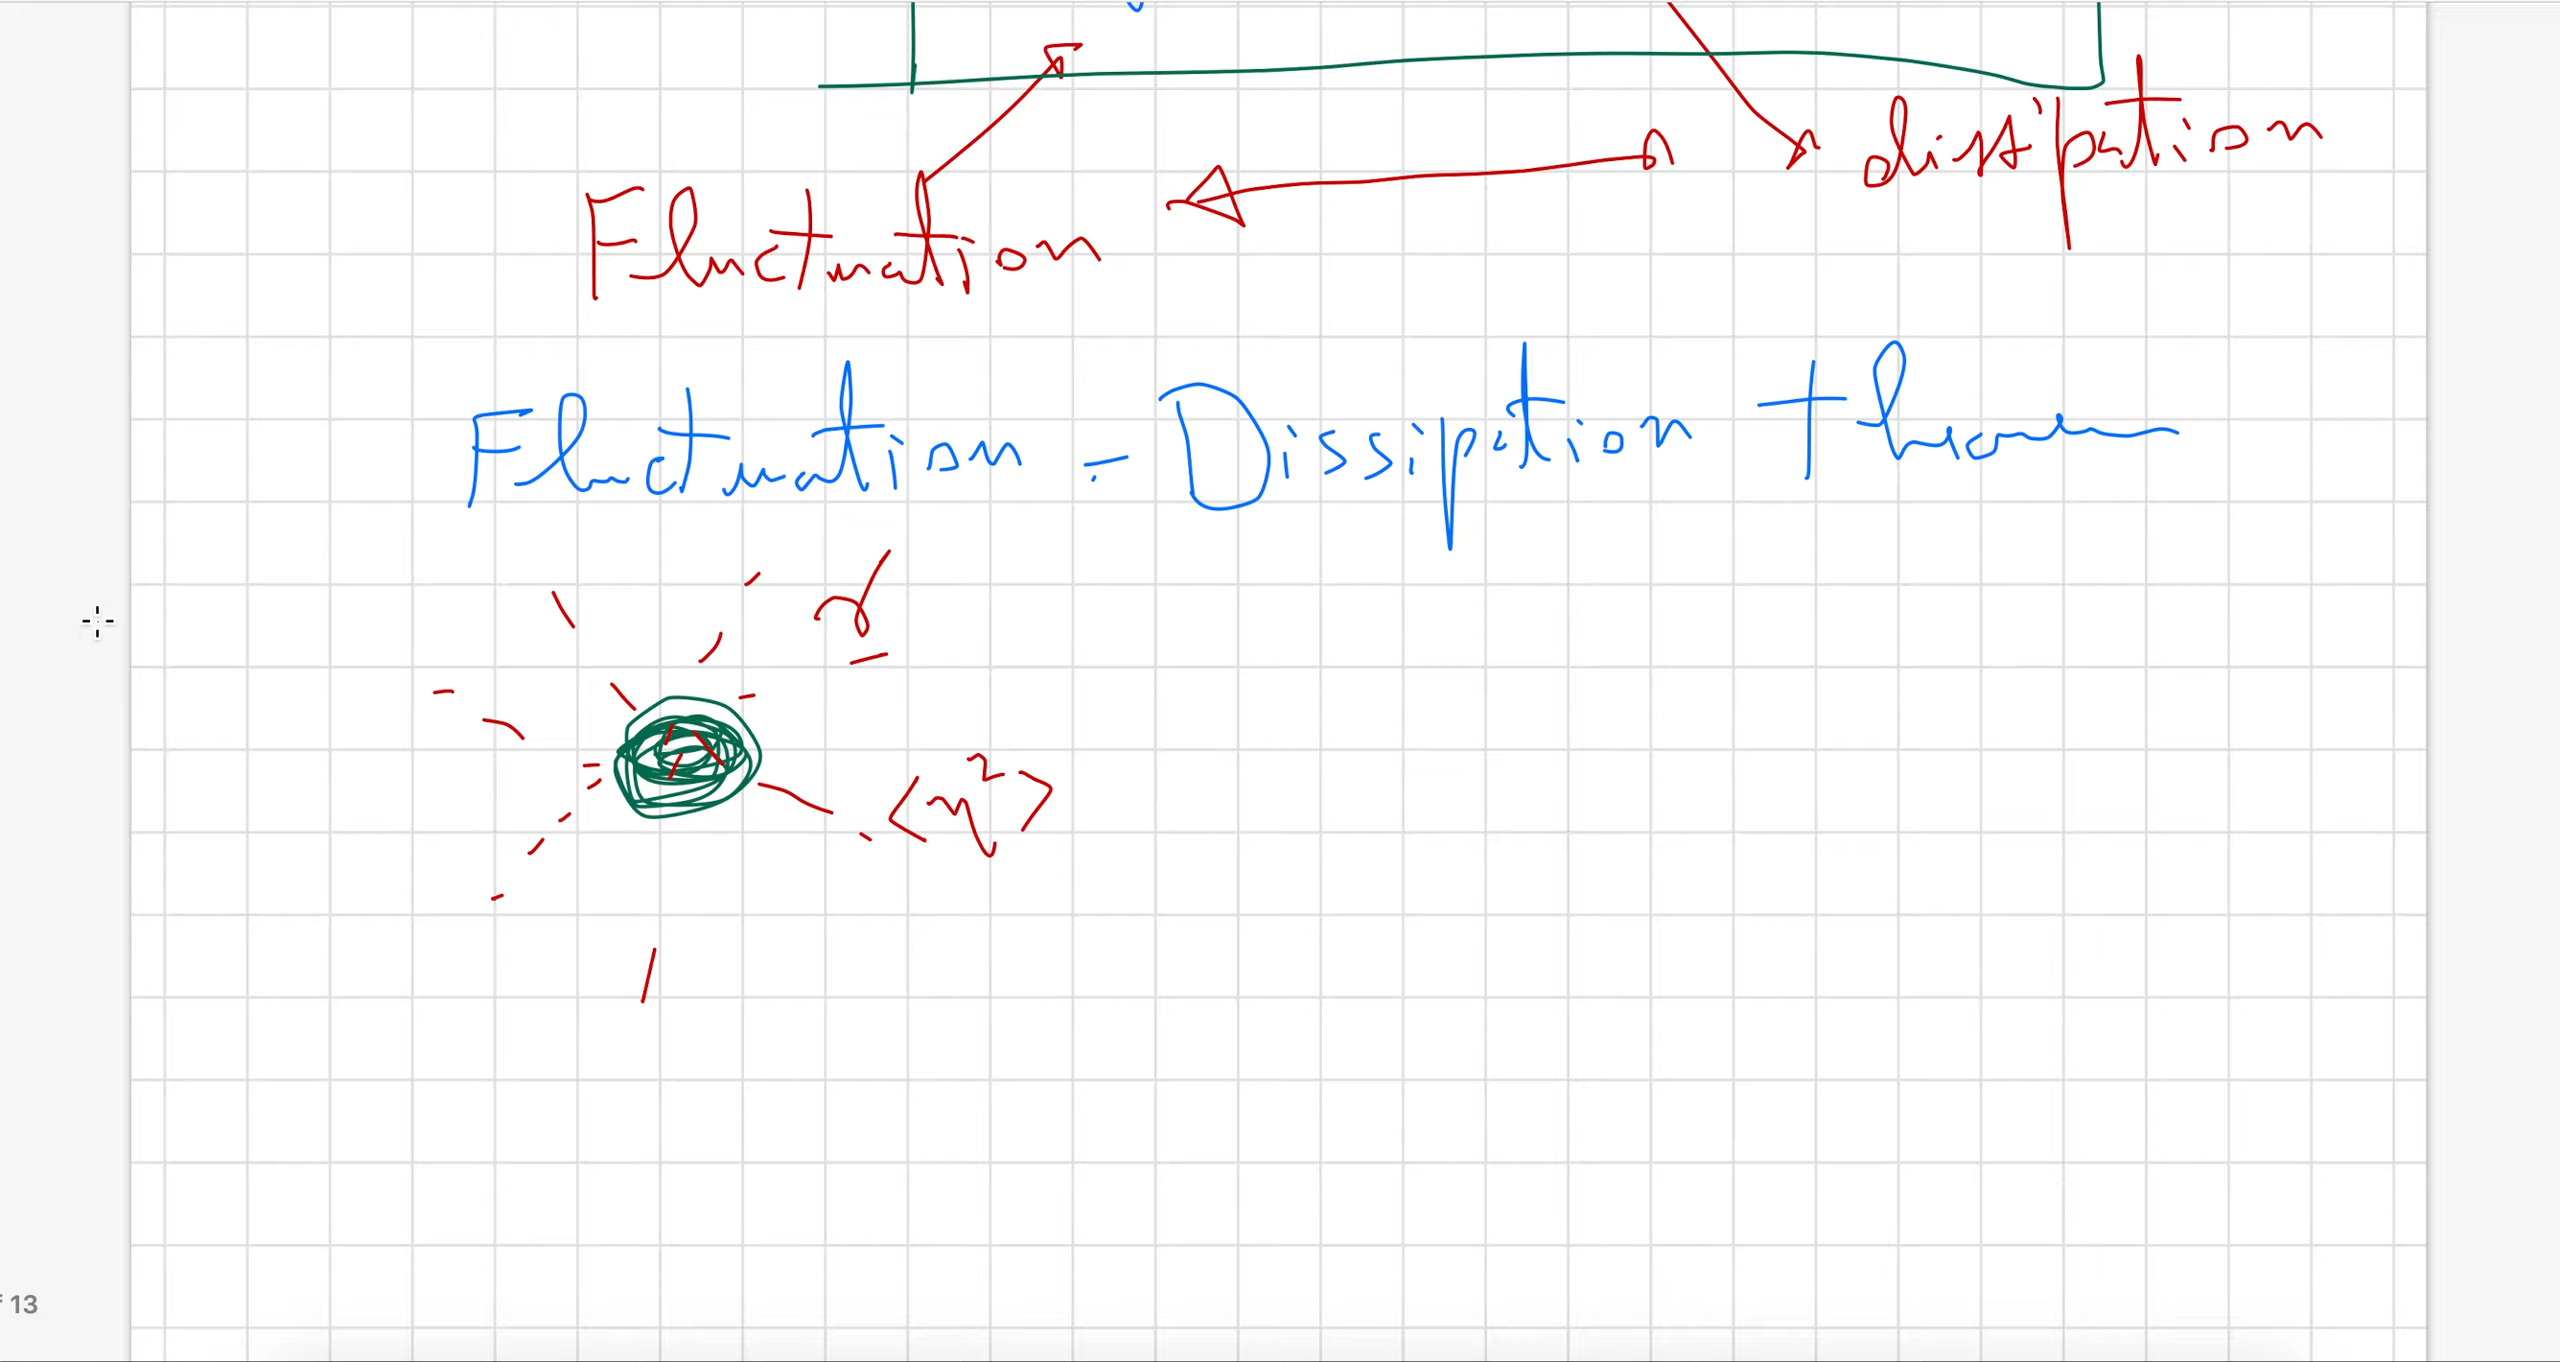 dissipation
Fluctuation
Fluctuation - Dissipation theorem
γ
<η²>
f 13